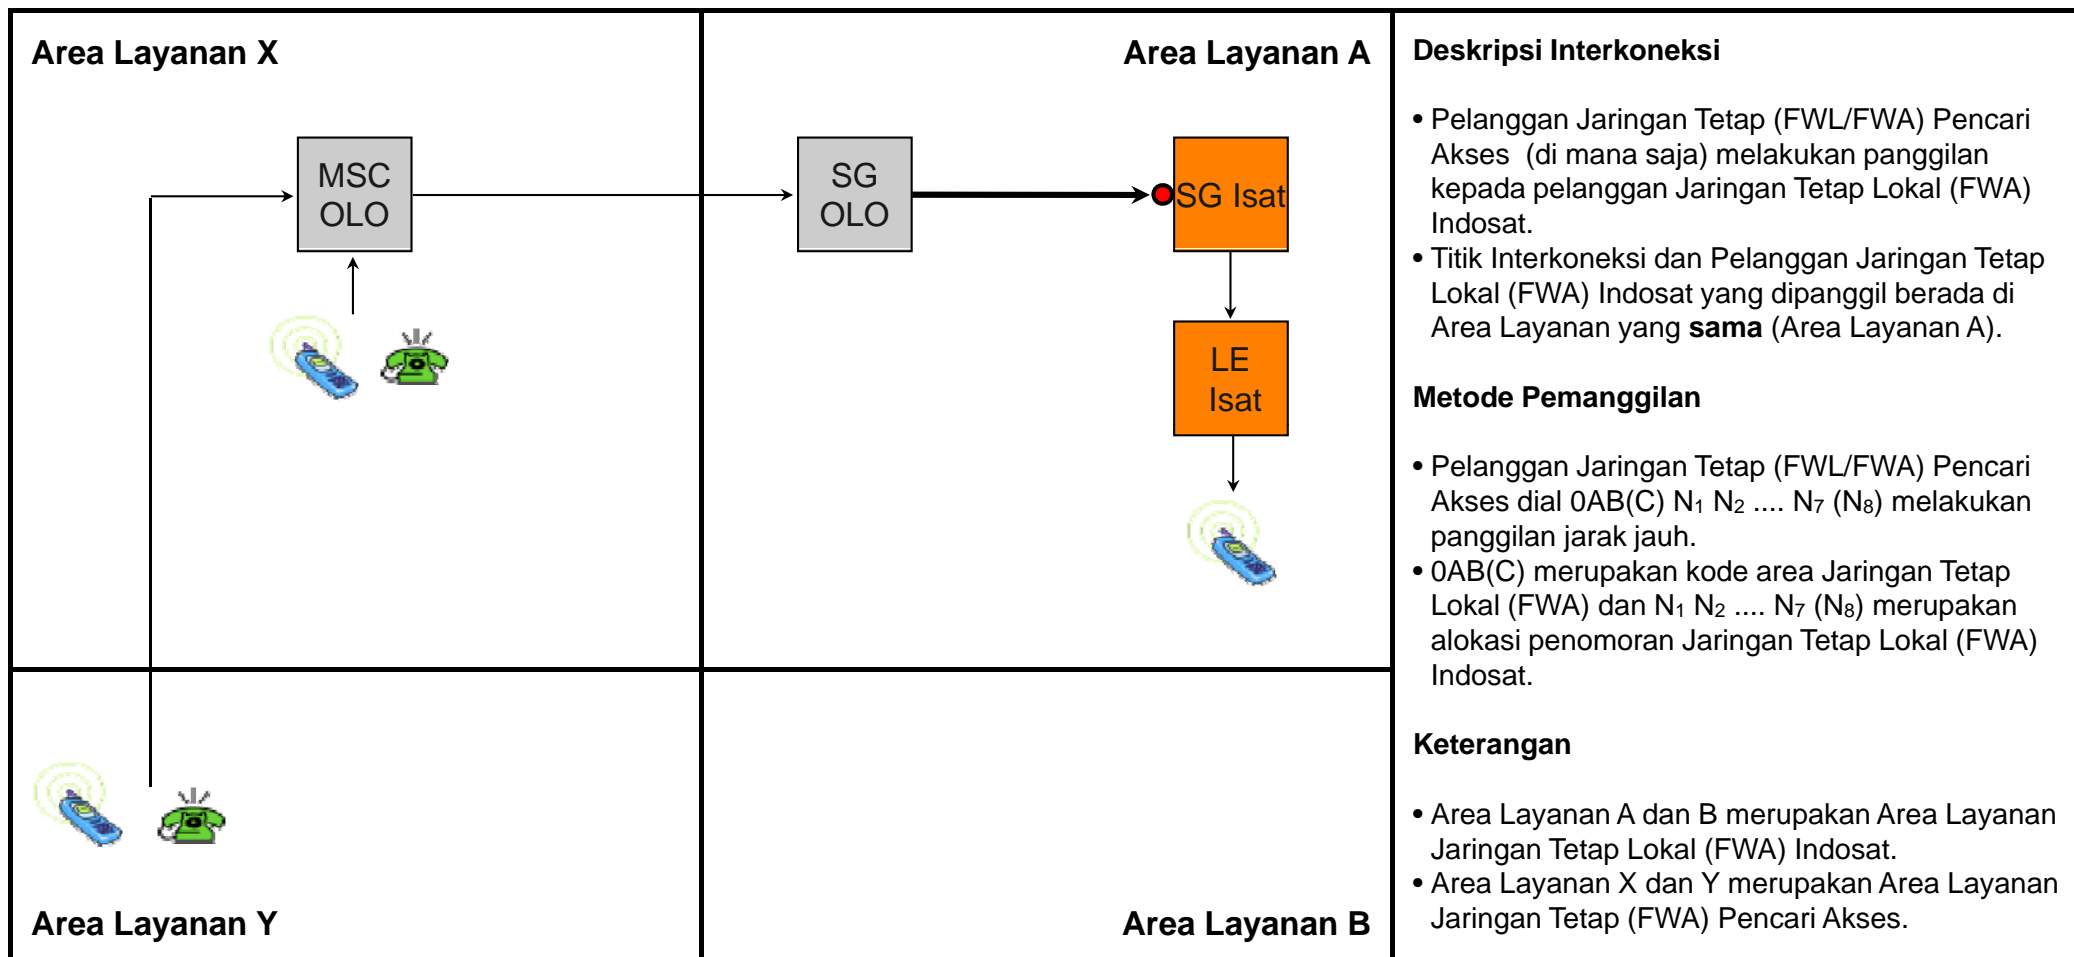 Area Layanan X
Area Layanan A
MSC
OLO
SG
OLO
SG Isat
LE
Isat
Area Layanan Y
Area Layanan B
Deskripsi Interkoneksi
• Pelanggan Jaringan Tetap (FWL/FWA) Pencari
Akses (di mana saja) melakukan panggilan
kepada pelanggan Jaringan Tetap Lokal (FWA)
Indosat.
• Titik Interkoneksi dan Pelanggan Jaringan Tetap
Lokal (FWA) Indosat yang dipanggil berada di
Area Layanan yang sama (Area Layanan A).
Metode Pemanggilan
• Pelanggan Jaringan Tetap (FWL/FWA) Pencari
Akses dial 0AB(C) N₁ N₂ .... N₇ (N₈) melakukan
panggilan jarak jauh.
• 0AB(C) merupakan kode area Jaringan Tetap
Lokal (FWA) dan N₁ N₂ .... N₇ (N₈) merupakan
alokasi penomoran Jaringan Tetap Lokal (FWA)
Indosat.
Keterangan
• Area Layanan A dan B merupakan Area Layanan
Jaringan Tetap Lokal (FWA) Indosat.
• Area Layanan X dan Y merupakan Area Layanan
Jaringan Tetap (FWA) Pencari Akses.